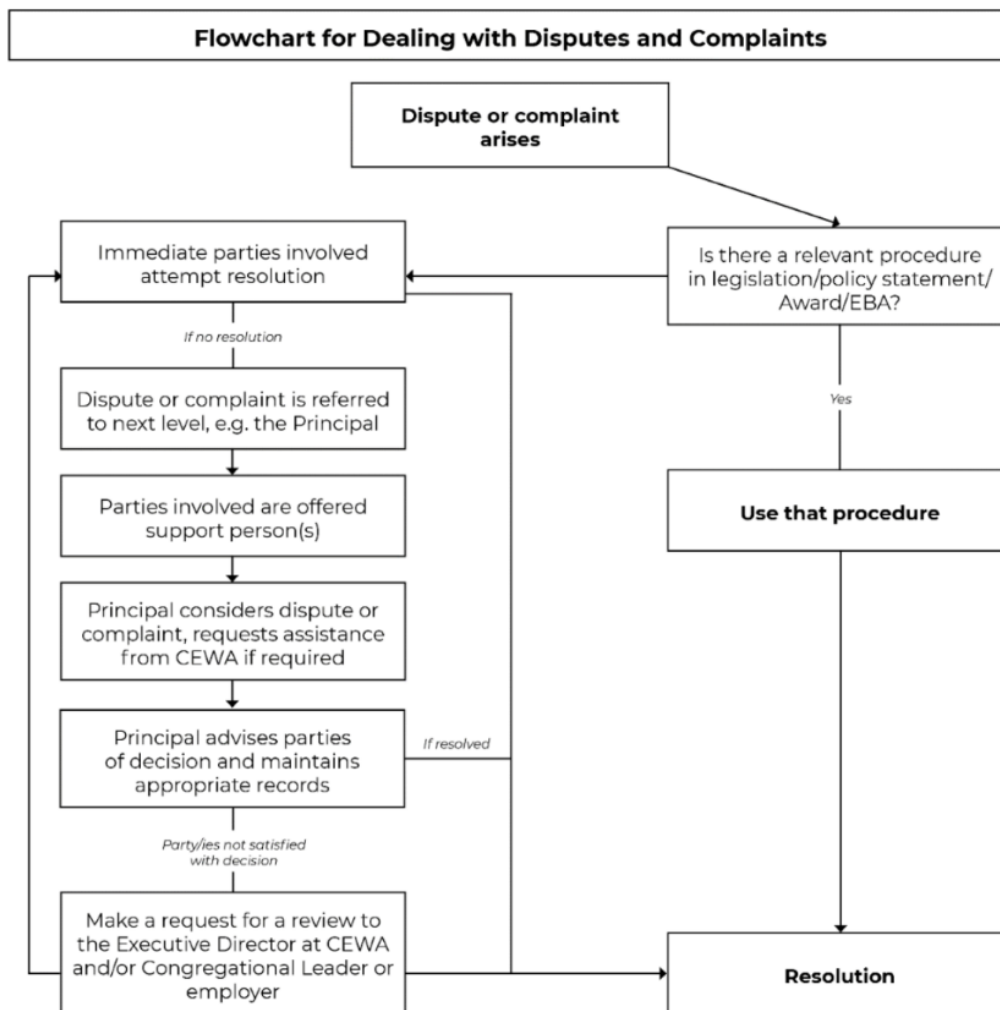 Flowchart for Dealing with Disputes and Complaints
Dispute or complaint
arises
Is there a relevant procedure
in legislation/policy statement/
Award/EBA?
Yes
Use that procedure
Immediate parties involved
attempt resolution
If no resolution
Dispute or complaint is referred
to next level, e.g. the Principal
Parties involved are offered
support person(s)
Principal considers dispute or
complaint, requests assistance
from CEWA if required
Principal advises parties
of decision and maintains
appropriate records
If resolved
Party/ies not satisfied
with decision
Make a request for a review to
the Executive Director at CEWA
and/or Congregational Leader or
employer
Resolution